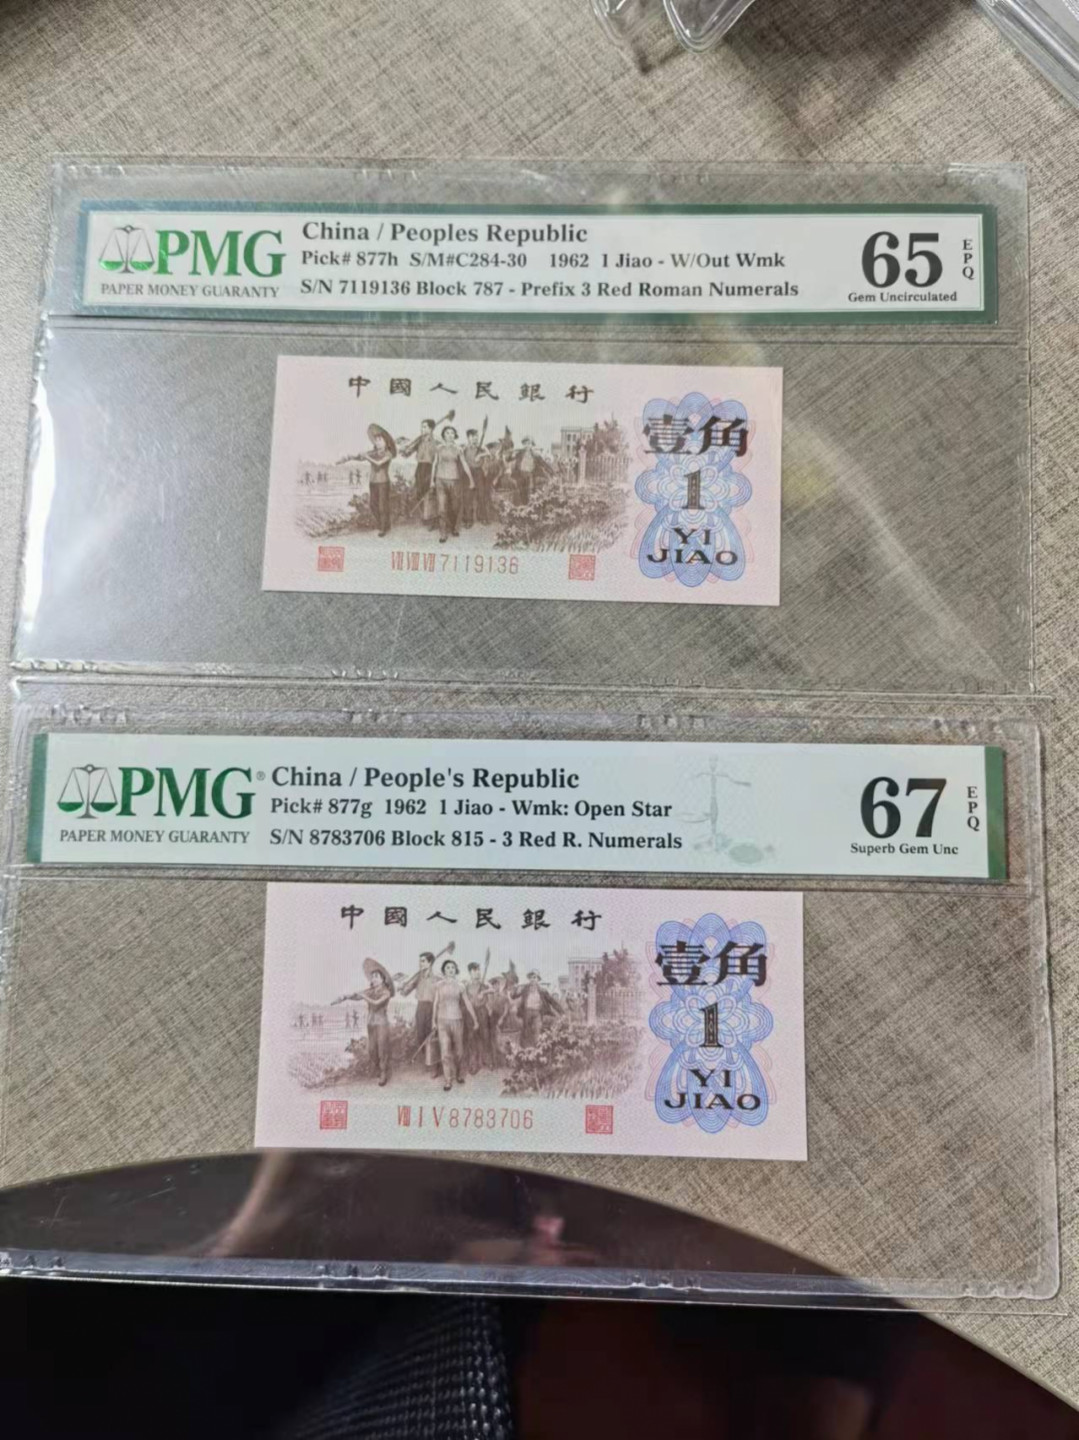 PMG
PAPER MONEY GUARANTY
China / Peoples Republic
Pick# 877h S/M#C284-30 1962 1 Jiao - W/Out Wmk
S/N 7119136 Block 787 - Prefix 3 Red Roman Numerals
65
Gem Uncirculated
EPQ
中國人民銀行
壹角
1
YI
JIAO
7119136
PMG®
PAPER MONEY GUARANTY
China / People's Republic
Pick# 877g 1962 1 Jiao - Wmk: Open Star
S/N 8783706 Block 815 - 3 Red R. Numerals
67
Superb Gem Unc
EPQ
中國人民銀行
壹角
1
YI
JIAO
VIII I V 8783706